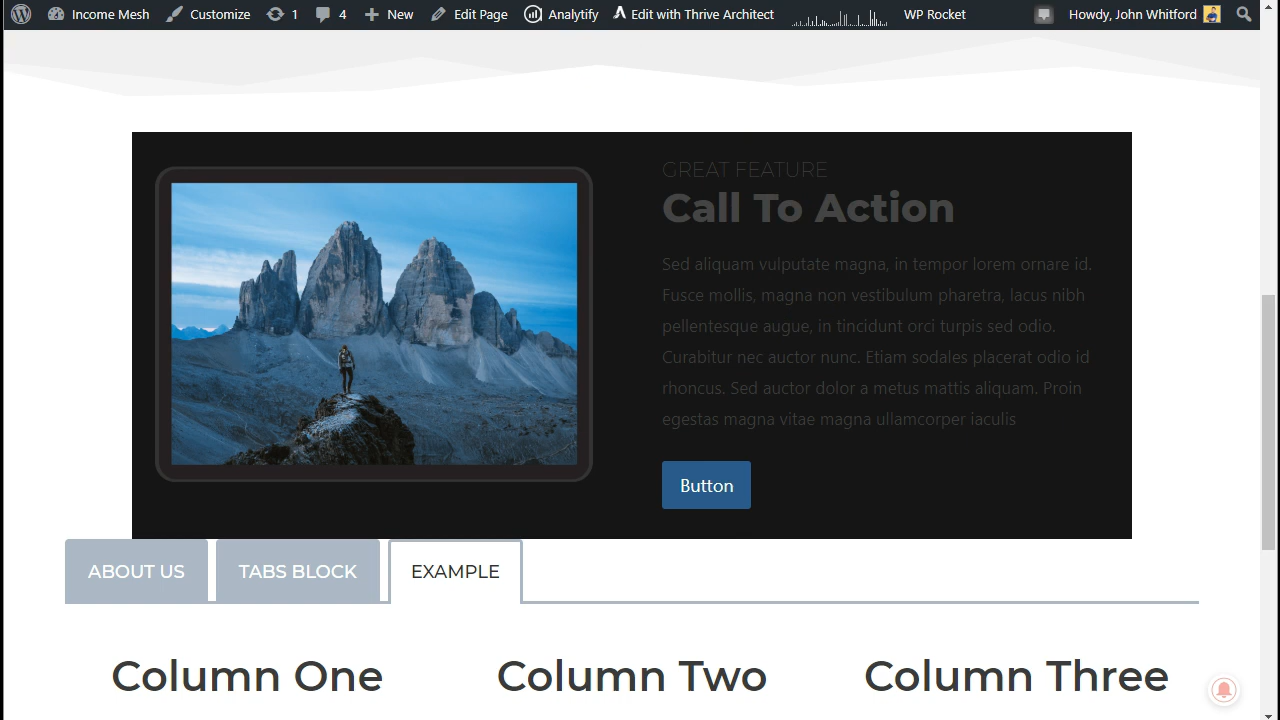 Income Mesh Customize 1 4 New Edit Page Analytify Edit with Thrive Architect WP Rocket Howdy, John Whitford
GREAT FEATURE
Call To Action
Sed aliquam vulputate magna, in tempor lorem ornare id.
Fusce mollis, magna non vestibulum pharetra, lacus nibh
pellentesque augue, in tincidunt orci turpis sed odio.
Curabitur nec auctor nunc. Etiam sodales placerat odio id
rhoncus. Sed auctor dolor a metus mattis aliquam. Proin
egestas magna vitae magna ullamcorper iaculis
Button
ABOUT US TABS BLOCK EXAMPLE
Column One Column Two Column Three